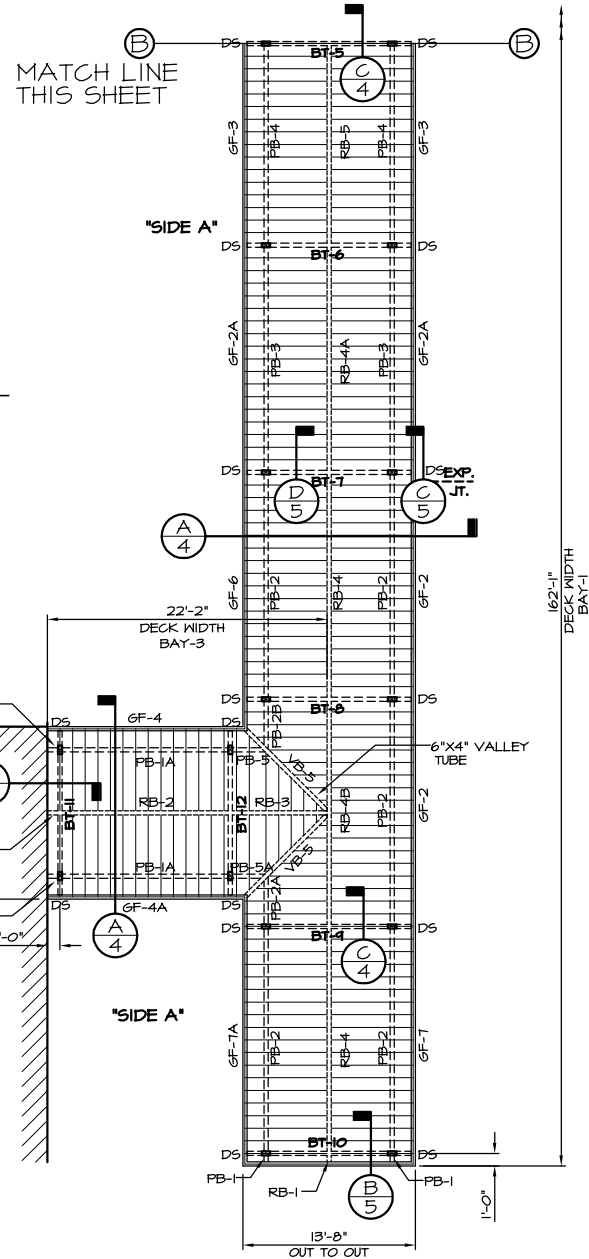 B
DS
DS
B
BT-5
MATCH LINE
THIS SHEET
C
4
GF-3
PB-4
RB-5
PB-4
GF-3
"SIDE A"
DS
DS
BT-6
GF-2A
PB-3
RB-4A
PB-3
GF-2A
DS
DS
EXP.
JT.
BT-7
D
5
C
5
A
4
GF-6
PB-2
RB-4
PB-2
GF-2
162'-1"
DECK WIDTH
BAY-1
22'-2"
DECK WIDTH
BAY-3
DS
DS
BT-8
DS
GF-4
DS
PB-2B
6"X4" VALLEY
TUBE
PB-1A
PB-5
VB-5
BT-11
RB-2
BT-12
RB-3
RB-4B
PB-2
GF-2
PB-1A
PB-5A
VB-5
PB-2A
DS
GF-4A
DS
C
4
DS
BT-9
A
4
-0"
"SIDE A"
GF-7A
PB-2
RB-4
PB-2
GF-7
BT-10
DS
DS
PB-1
RB-1
PB-1
B
5
1'-0"
13'-8"
OUT TO OUT